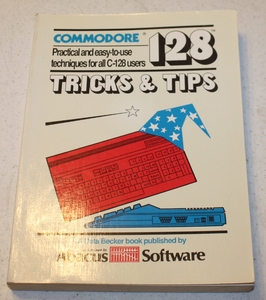 COMMODORE ® 128™
Practical and easy-to-use
techniques for all C-128 users
TRICKS & TIPS
A Data Becker book published by
Abacus Software